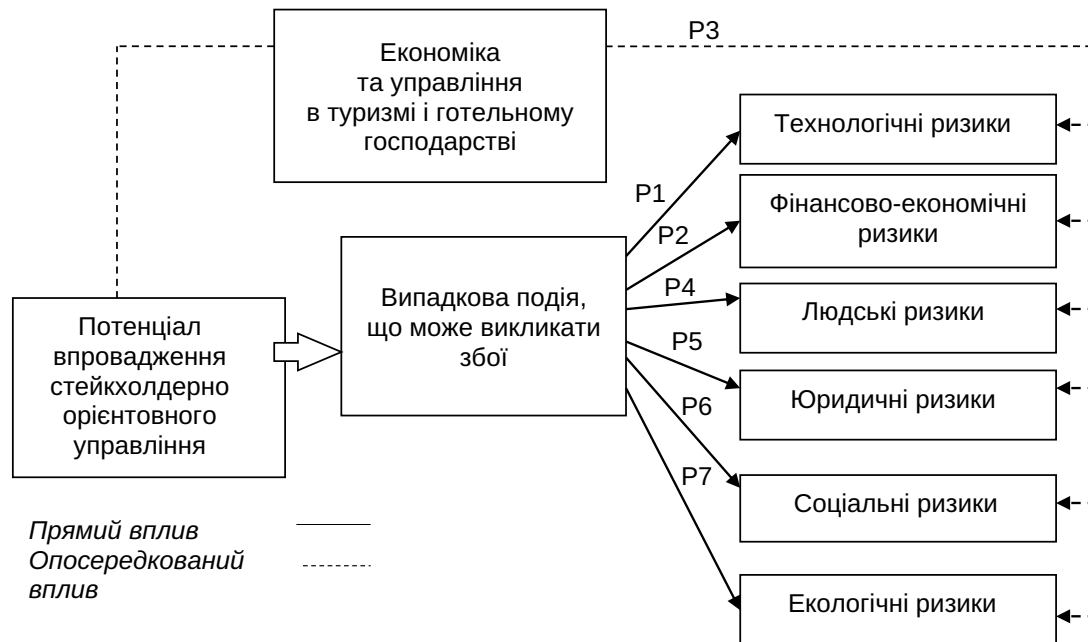 Економіка
та управління
в туризмі і готельному
господарстві
P3
Технологічні ризики
P1
Фінансово-економічні
ризики
P2
Випадкова подія,
що може викликати
збої
P4
Людські ризики
Потенціал
впровадження
стейкхолдерно
орієнтовного
управління
P5
Юридичні ризики
P6
P7
Соціальні ризики
Прямий вплив
Опосередкований
вплив
Екологічні ризики